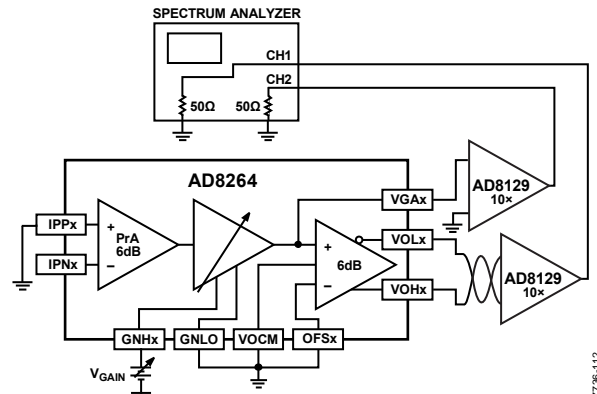 SPECTRUM ANALYZER
CH1
CH2
50Ω
50Ω
AD8264
AD8129
10×
VGAx
IPPx
+
PrA
6dB
IPNx
−
+
6dB
−
VOLx
VOHx
AD8129
10×
GNHx
GNLO
VOCM
OFSx
VGAIN